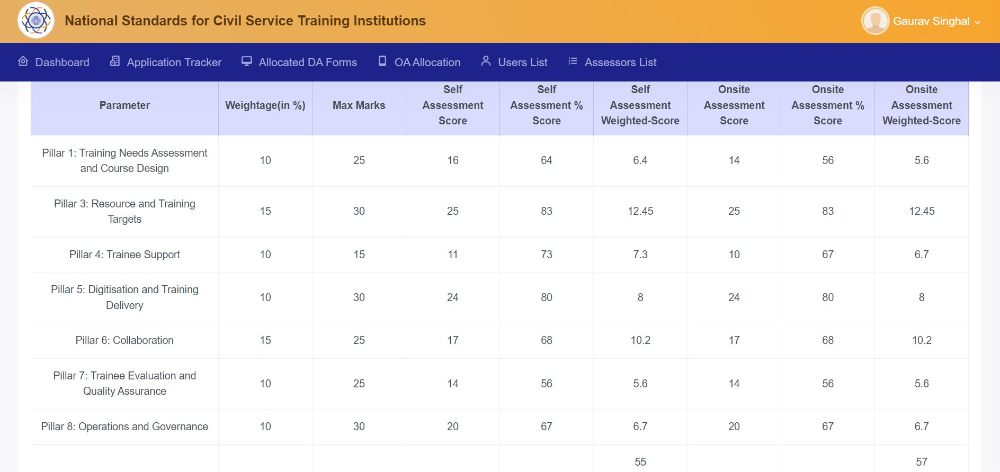 National Standards for Civil Service Training Institutions
Gaurav Singhal
Dashboard Application Tracker Allocated DA Forms OA Allocation Users List Assessors List
Parameter Weightage(in %) Max Marks Self Assessment Score Self Assessment % Score Self Assessment Weighted-Score Onsite Assessment Score Onsite Assessment % Score Onsite Assessment Weighted-Score
Pillar 1: Training Needs Assessment and Course Design 10 25 16 64 6.4 14 56 5.6
Pillar 3: Resource and Training Targets 15 30 25 83 12.45 25 83 12.45
Pillar 4: Trainee Support 10 15 11 73 7.3 10 67 6.7
Pillar 5: Digitisation and Training Delivery 10 30 24 80 8 24 80 8
Pillar 6: Collaboration 15 25 17 68 10.2 17 68 10.2
Pillar 7: Trainee Evaluation and Quality Assurance 10 25 14 56 5.6 14 56 5.6
Pillar 8: Operations and Governance 10 30 20 67 6.7 20 67 6.7
55 57